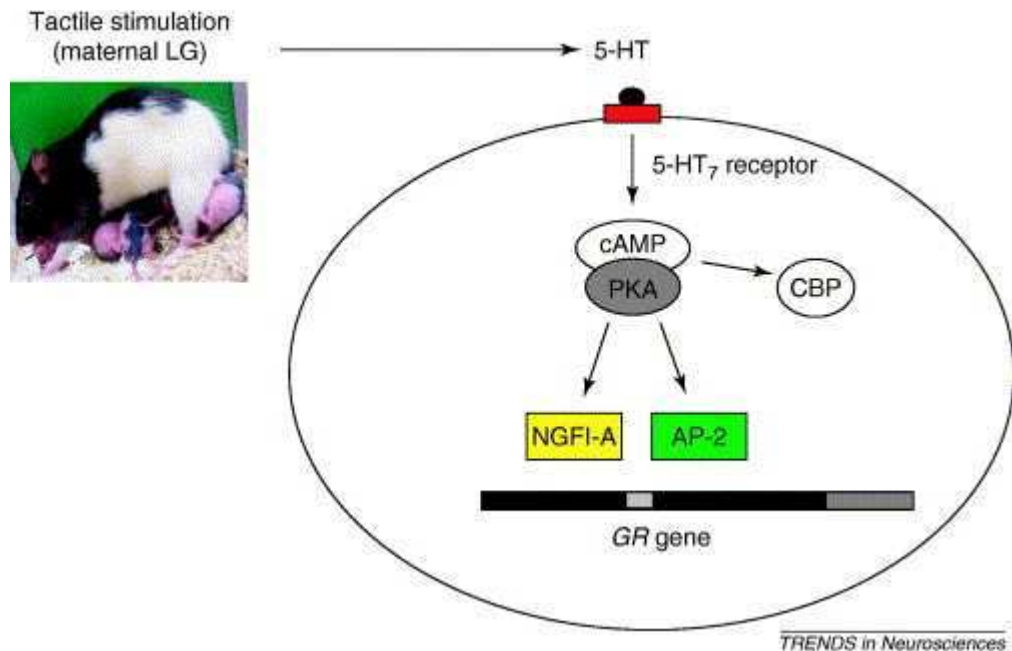 Tactile stimulation
(maternal LG)
5-HT
5-HT₇ receptor
cAMP
PKA
CBP
NGFI-A
AP-2
GR gene
TRENDS in Neurosciences